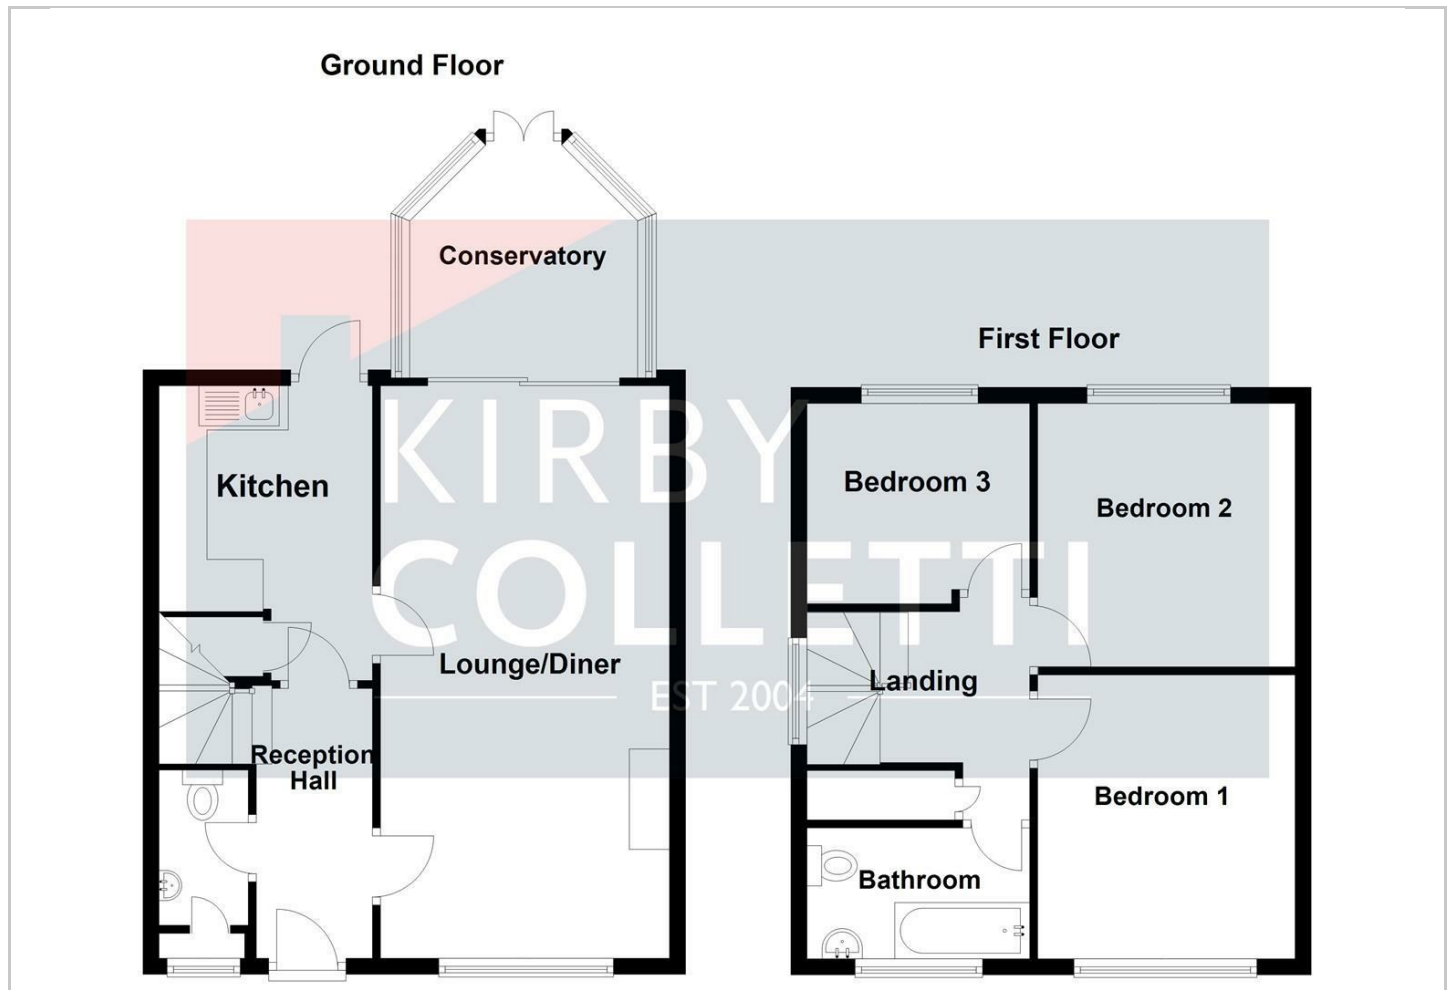 Ground Floor
Conservatory
Kitchen
Lounge/Diner
Reception
Hall
First Floor
Bedroom 3
Bedroom 2
Landing
Bedroom 1
Bathroom
KIRBY
COLLETTI
EST 2004